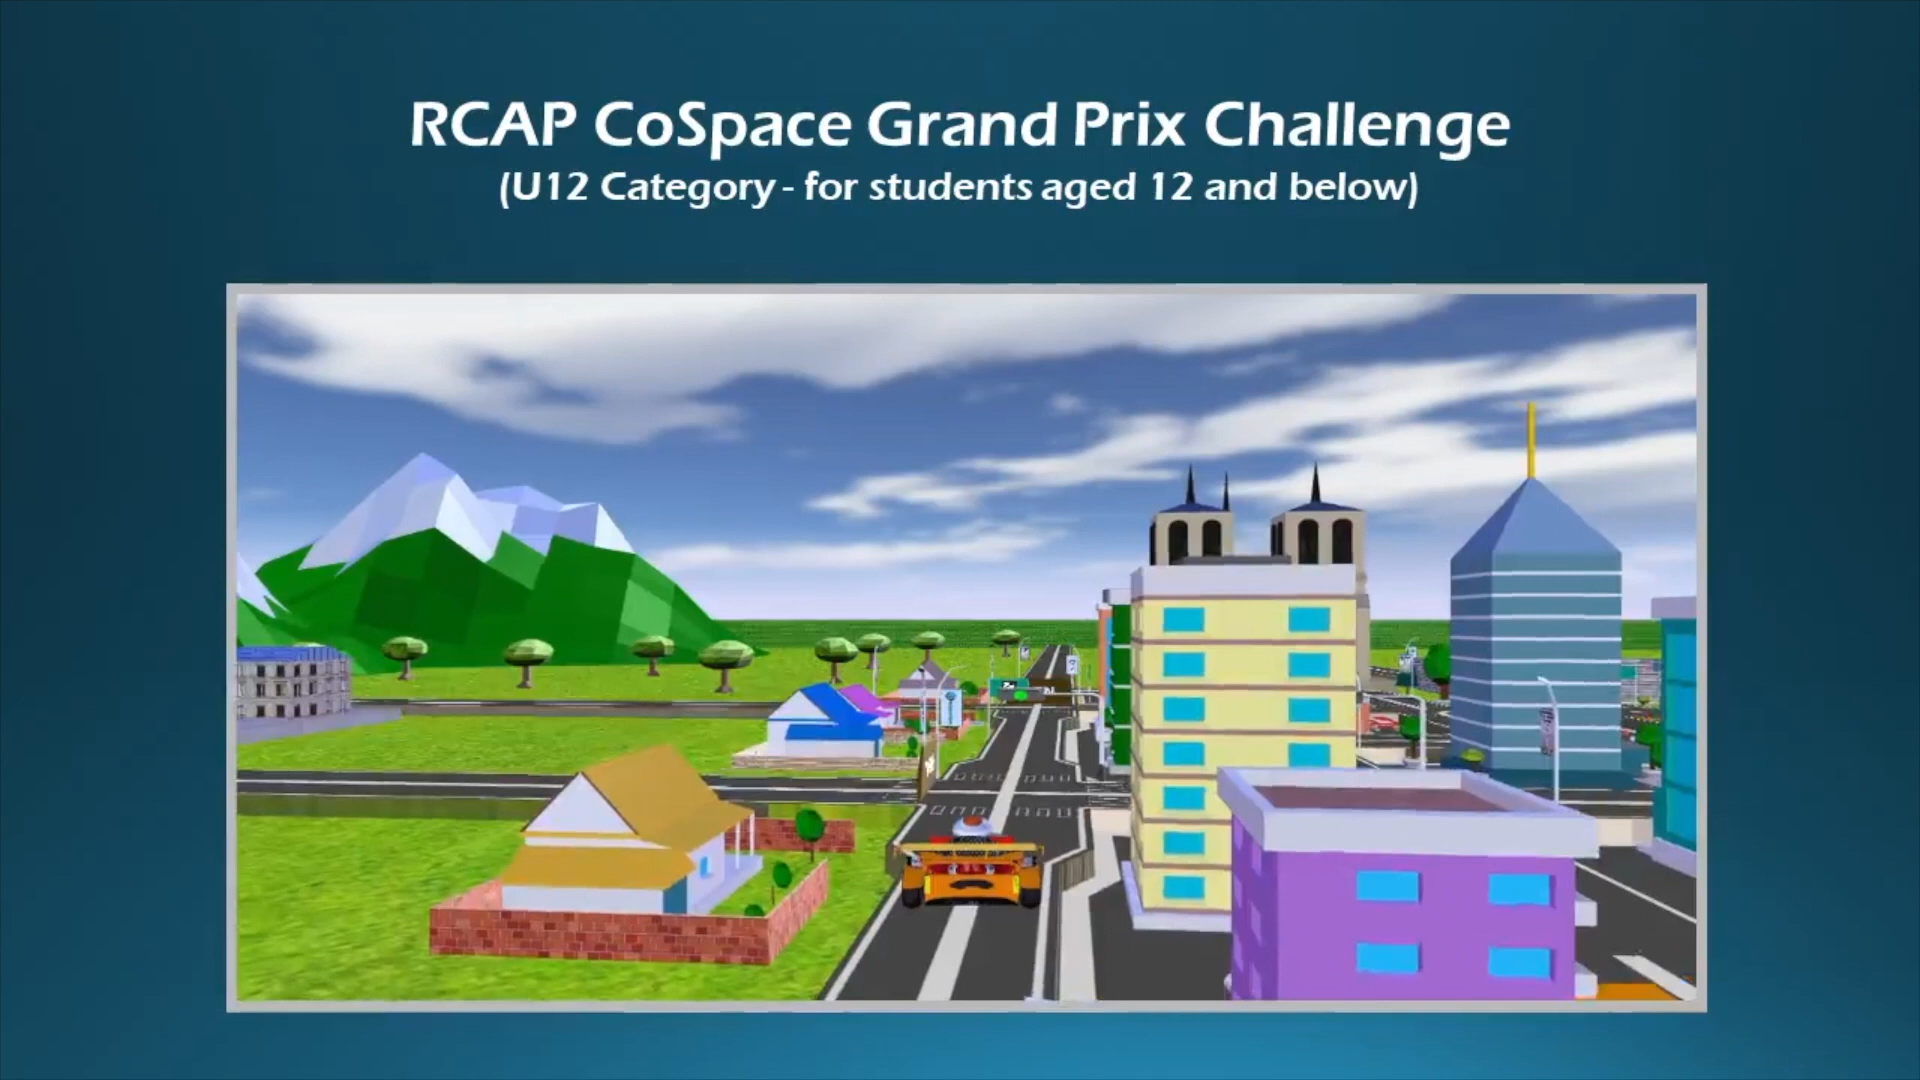 RCAP CoSpace Grand Prix Challenge
(U12 Category - for students aged 12 and below)